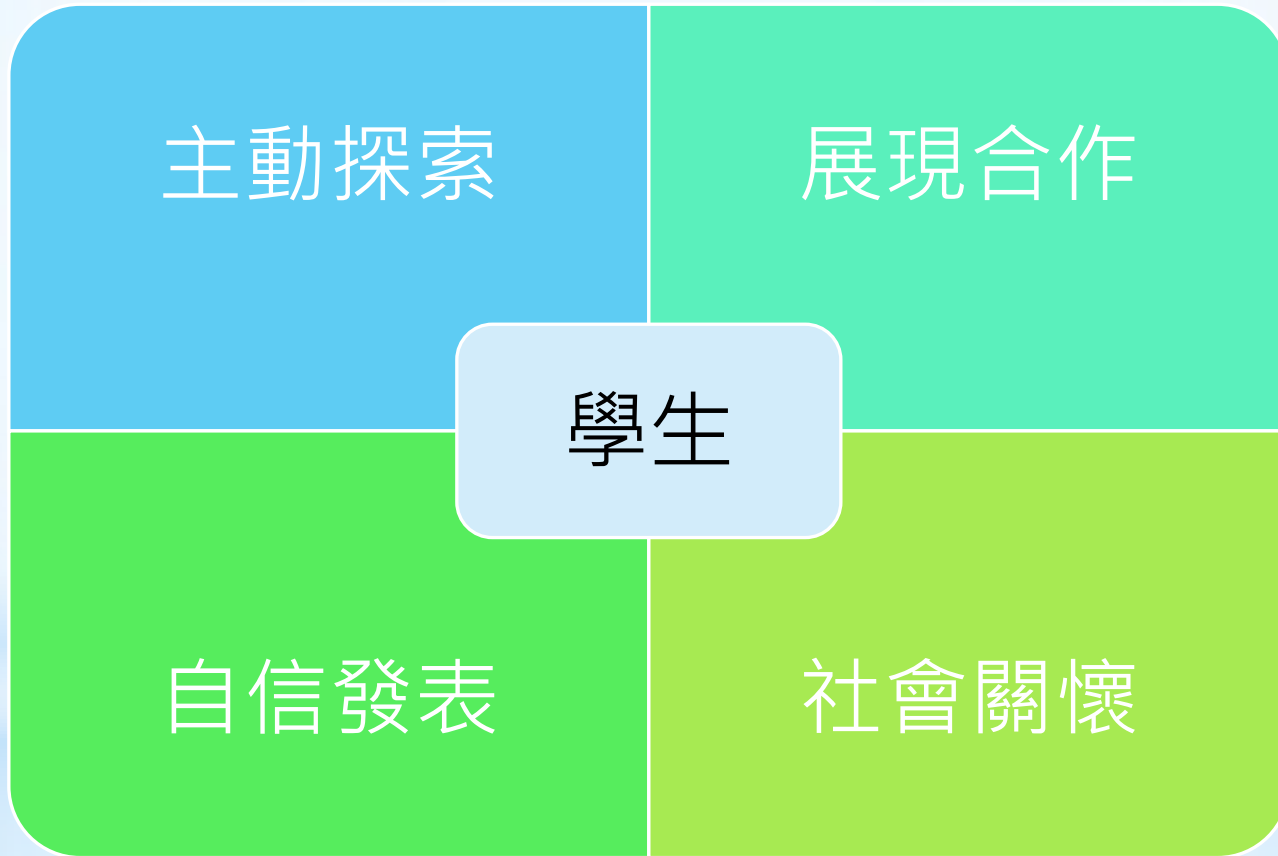 主動探索
展現合作
學生
自信發表
社會關懷